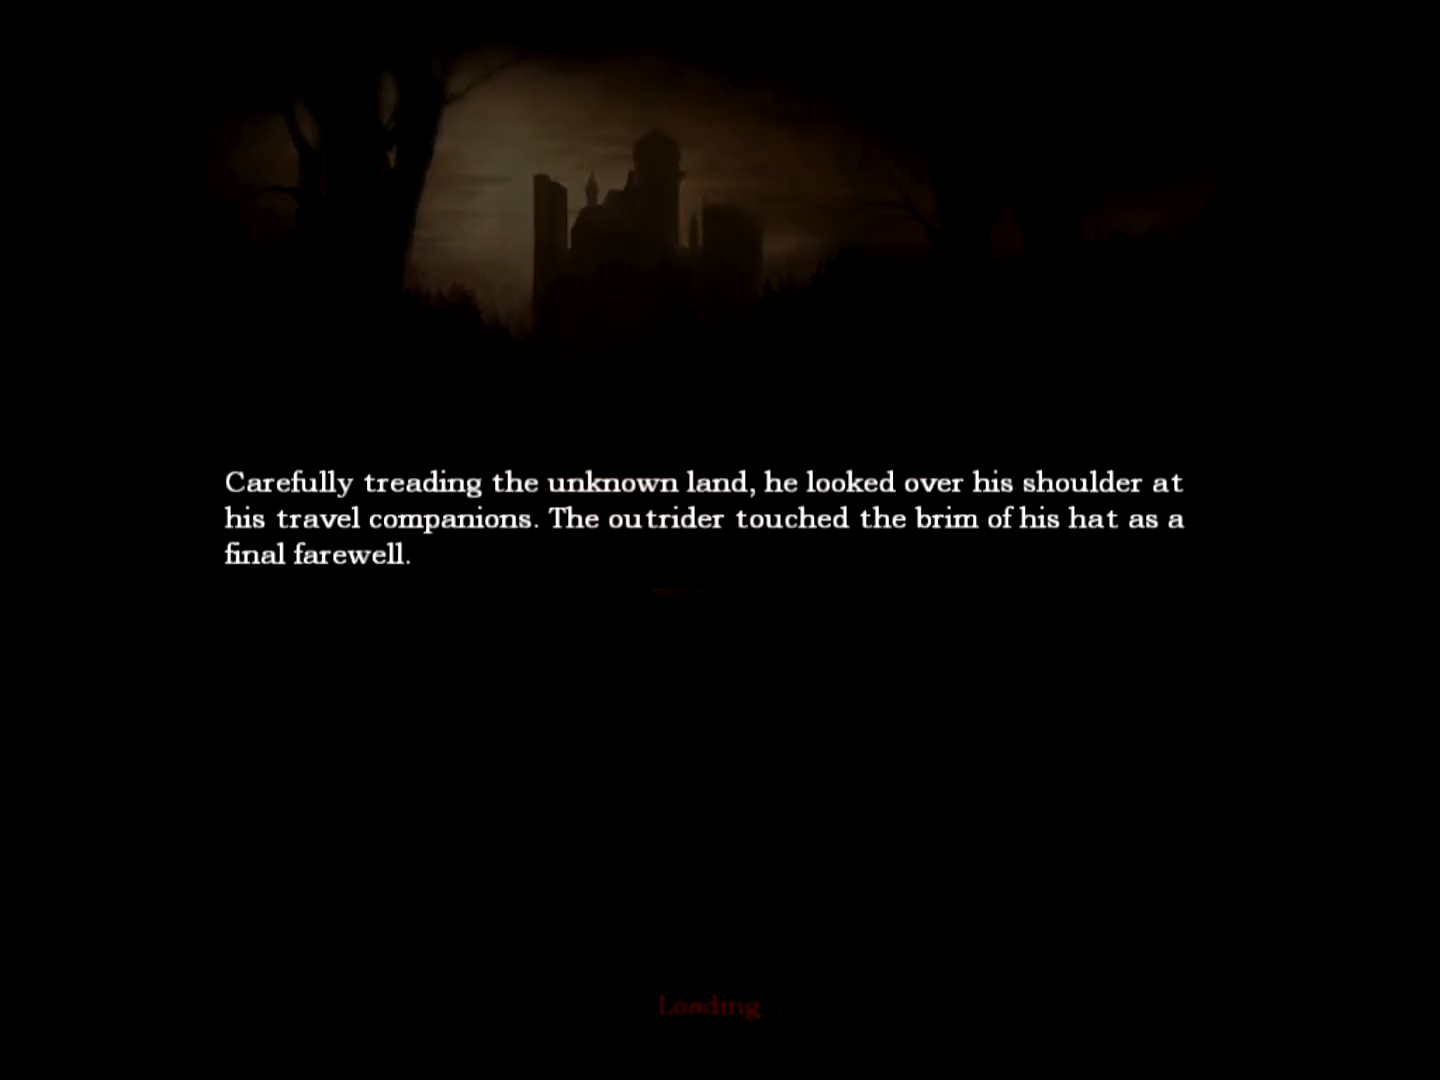 Carefully treading the unknown land, he looked over his shoulder at
his travel companions. The outrider touched the brim of his hat as a
final farewell.
Loading .